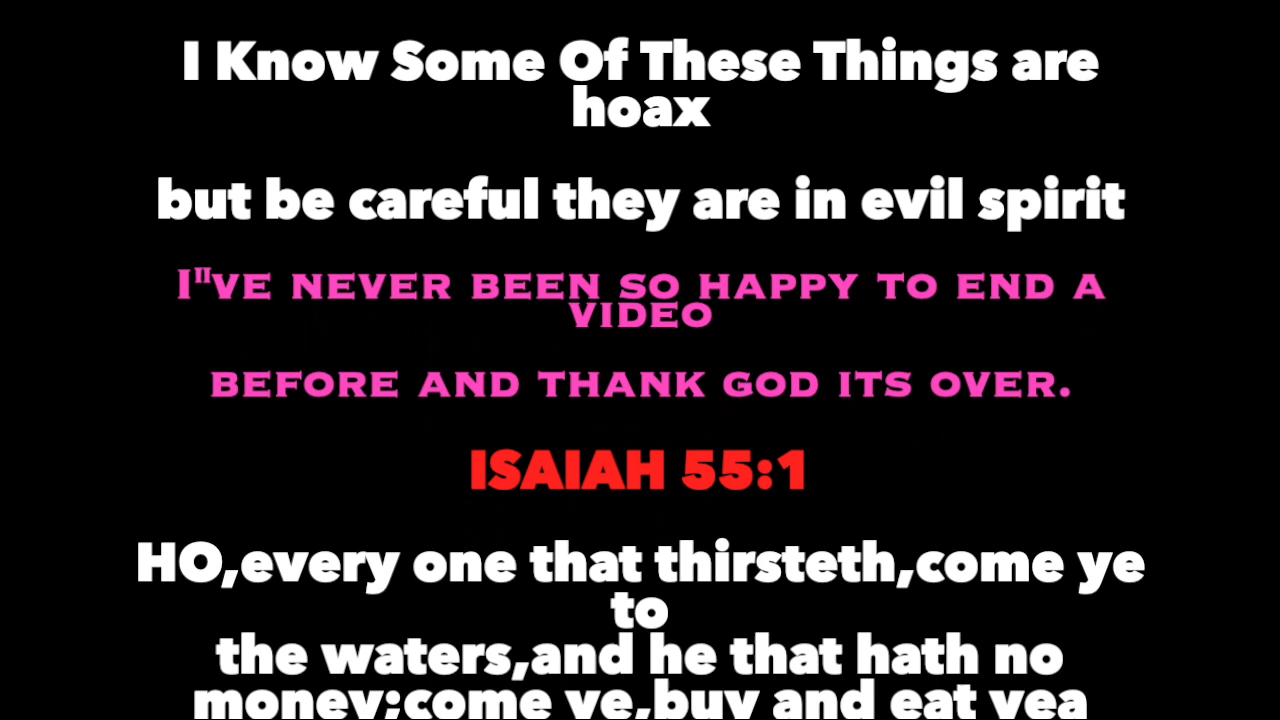 I Know Some Of These Things are
hoax
but be careful they are in evil spirit
I"VE NEVER BEEN SO HAPPY TO END A
VIDEO
BEFORE AND THANK GOD ITS OVER.
ISAIAH 55:1
HO,every one that thirsteth,come ye
to
the waters,and he that hath no
money;come ye,buy and eat yea